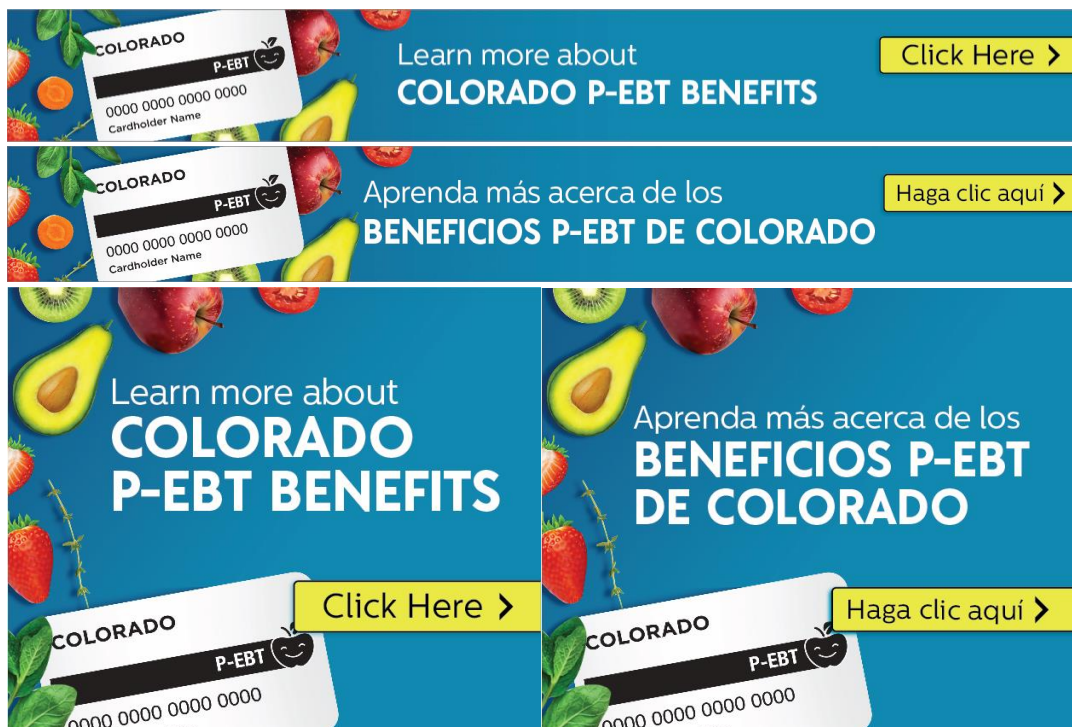 COLORADO
P-EBT
0000 0000 0000 0000
Cardholder Name
Learn more about
COLORADO P-EBT BENEFITS
Click Here >
COLORADO
P-EBT
0000 0000 0000 0000
Cardholder Name
Aprenda más acerca de los
BENEFICIOS P-EBT DE COLORADO
Haga clic aquí >
Learn more about
COLORADO
P-EBT BENEFITS
Click Here >
COLORADO
P-EBT
0000 0000 0000 0000
Aprenda más acerca de los
BENEFICIOS P-EBT
DE COLORADO
Haga clic aquí >
COLORADO
P-EBT
0000 0000 0000 0000